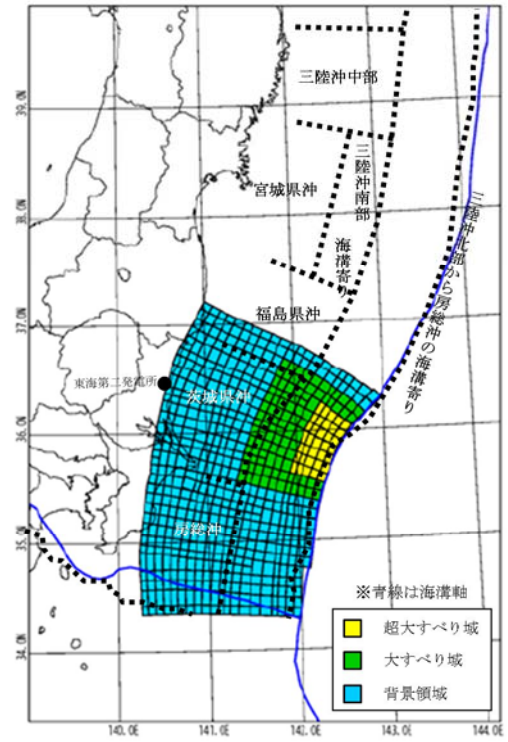 三陸沖中部
39.0N
三陸沖南部
海溝寄り
宮城県沖
38.0N
三陸沖北部から房総沖の海溝寄り
福島県沖
37.0N
東海第二発電所
茨城県沖
36.0N
房総沖
35.0N
※青線は海溝軸
超大すべり域
大すべり域
背景領域
34.0N
140.0E
141.0E
142.0E
143.0E
144.0E